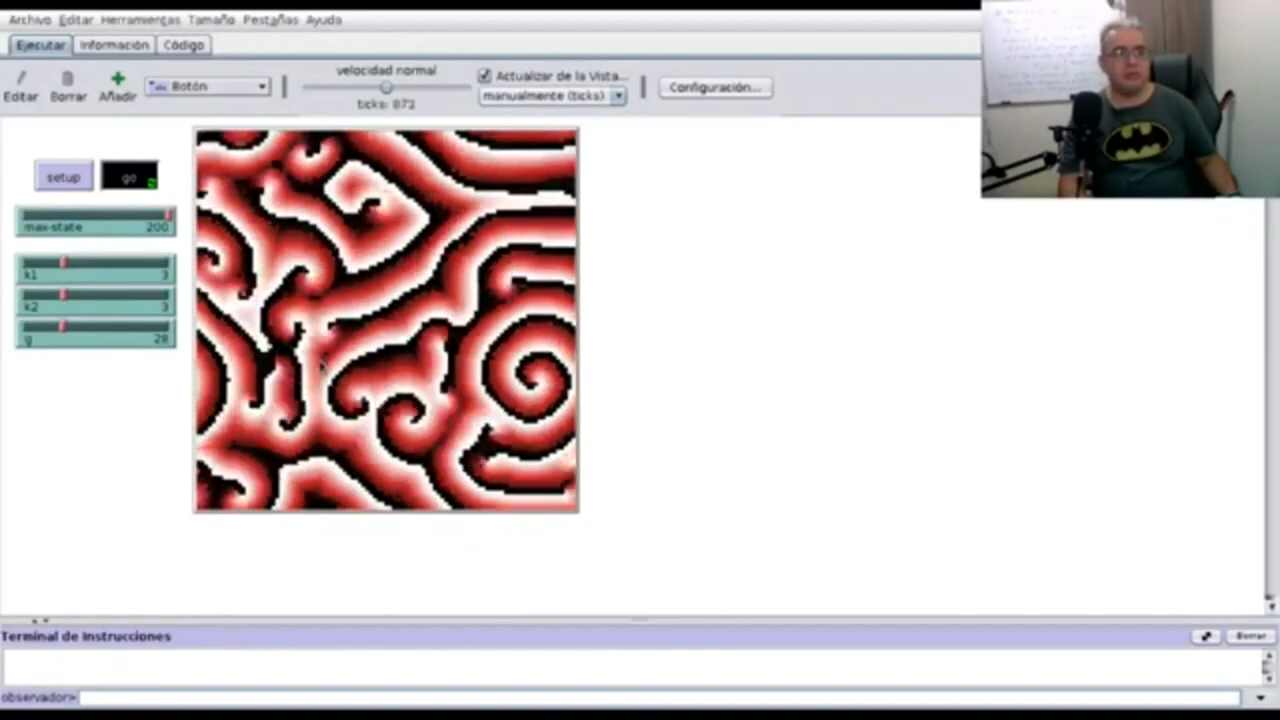 Archivo Editar Herramientas Tamaño Pestañas Ayuda
Ejecutar Información Código
Editar Borrar Añadir Botón velocidad normal ticks: 872 Actualizar de la Vista... manualmente (ticks) Configuración...
setup go
max-state 200
k1 3
k2 3
g 28
Terminal de Instrucciones Borrar
observador>